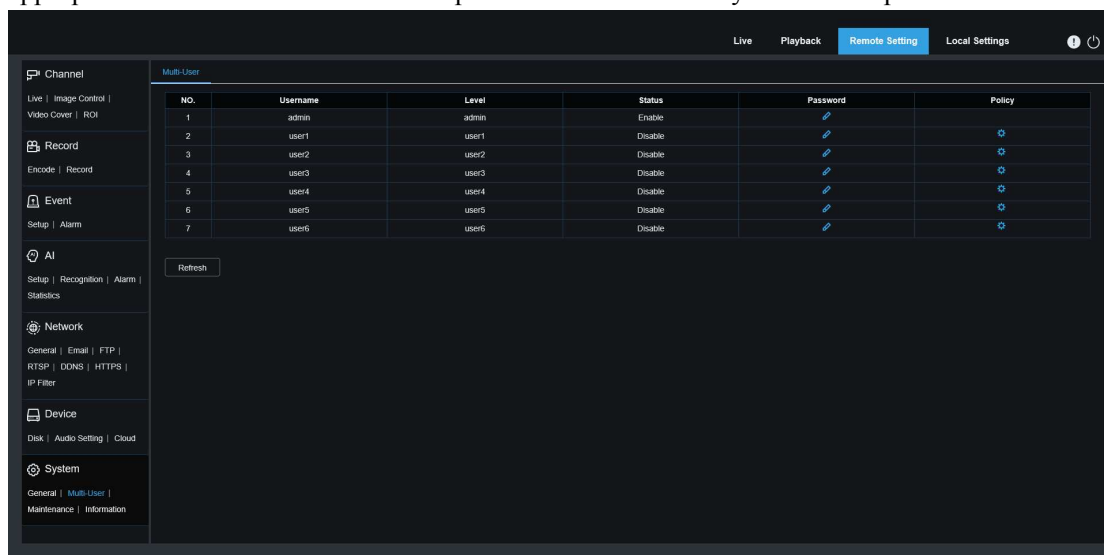 Live Playback Remote Setting Local Settings
Channel
Live | Image Control |
Video Cover | ROI
Record
Encode | Record
Event
Setup | Alarm
AI
Setup | Recognition | Alarm |
Statistics
Network
General | Email | FTP |
RTSP | DDNS | HTTPS |
IP Filter
Device
Disk | Audio Setting | Cloud
System
General | Multi-User |
Maintenance | Information
Multi-User
NO. Username Level Status Password Policy
1 admin admin Enable
2 user1 user1 Disable
3 user2 user2 Disable
4 user3 user3 Disable
5 user4 user4 Disable
6 user5 user5 Disable
7 user6 user6 Disable
Refresh